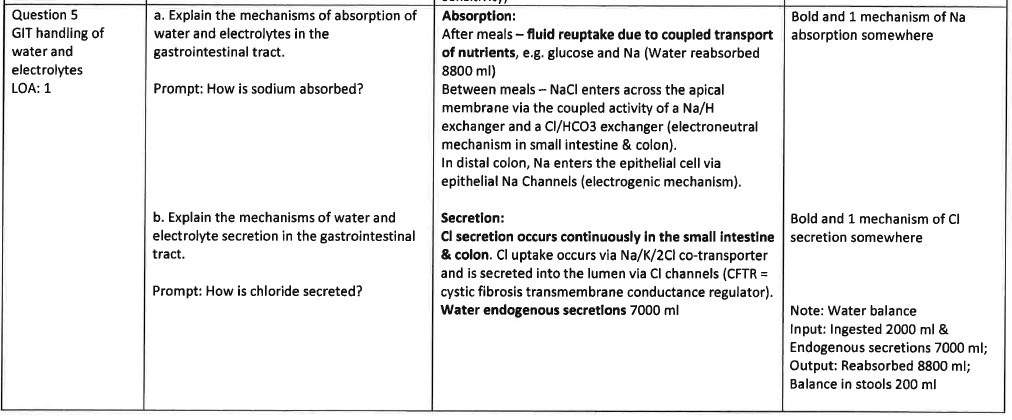 Question 5
GIT handling of
water and
electrolytes
LOA: 1
a. Explain the mechanisms of absorption of
water and electrolytes in the
gastrointestinal tract.
Prompt: How is sodium absorbed?
Absorption:
After meals – fluid reuptake due to coupled transport
of nutrients, e.g. glucose and Na (Water reabsorbed
8800 ml)
Between meals – NaCl enters across the apical
membrane via the coupled activity of a Na/H
exchanger and a Cl/HCO3 exchanger (electroneutral
mechanism in small intestine & colon).
In distal colon, Na enters the epithelial cell via
epithelial Na Channels (electrogenic mechanism).
Bold and 1 mechanism of Na
absorption somewhere
b. Explain the mechanisms of water and
electrolyte secretion in the gastrointestinal
tract.
Prompt: How is chloride secreted?
Secretion:
Cl secretion occurs continuously in the small intestine
& colon. Cl uptake occurs via Na/K/2Cl co-transporter
and is secreted into the lumen via Cl channels (CFTR =
cystic fibrosis transmembrane conductance regulator).
Water endogenous secretions 7000 ml
Bold and 1 mechanism of Cl
secretion somewhere
Note: Water balance
Input: Ingested 2000 ml &
Endogenous secretions 7000 ml;
Output: Reabsorbed 8800 ml;
Balance in stools 200 ml